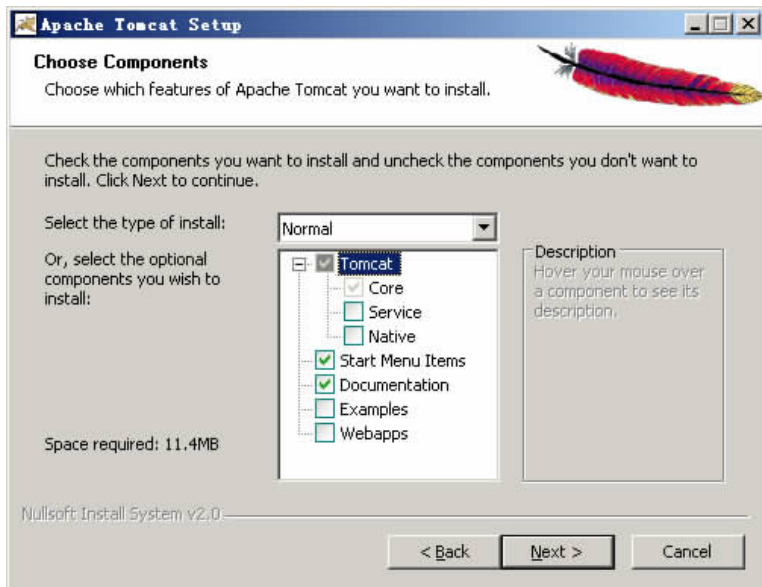 Apache Tomcat Setup
Choose Components
Choose which features of Apache Tomcat you want to install.
Check the components you want to install and uncheck the components you don't want to
install. Click Next to continue.
Select the type of install:
Normal
Or, select the optional
components you wish to
install:
Tomcat
Core
Service
Native
Start Menu Items
Documentation
Examples
Webapps
Description
Hover your mouse over
a component to see its
description.
Space required: 11.4MB
Nullsoft Install System v2.0
< Back
Next >
Cancel